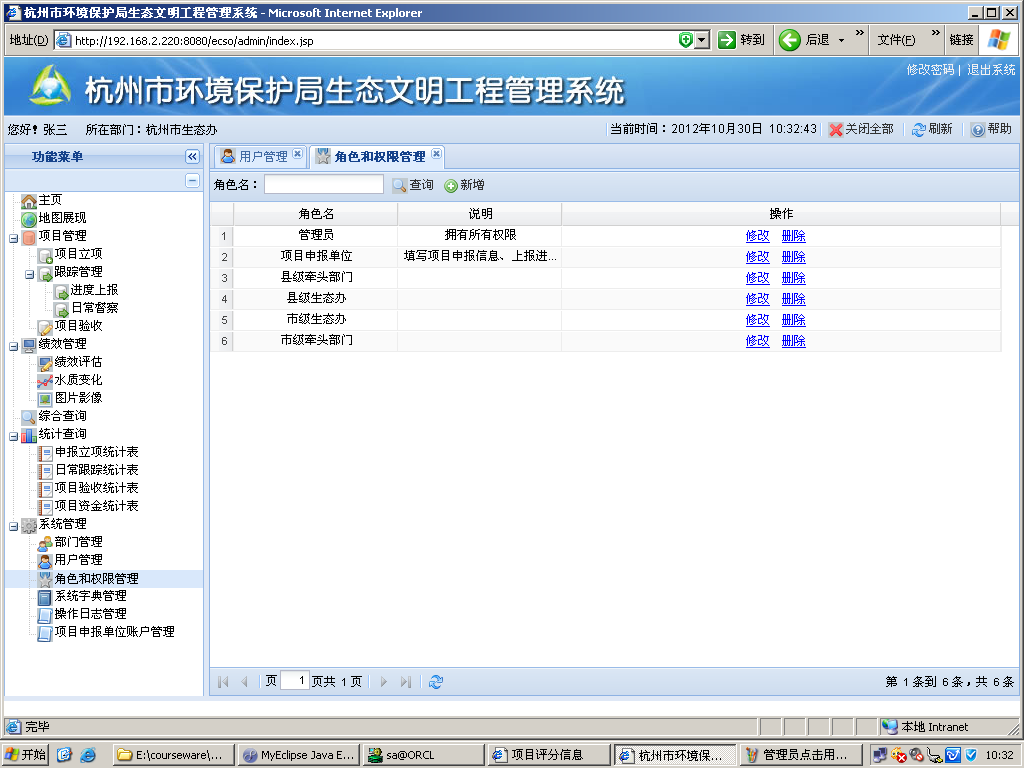 杭州市环境保护局生态文明工程管理系统 - Microsoft Internet Explorer
地址(D) http://192.168.2.220:8080/ecso/admin/index.jsp 转到 后退 » 文件(F) » 链接
杭州市环境保护局生态文明工程管理系统
修改密码 | 退出系统
您好! 张三 所在部门：杭州市生态办 当前时间：2012年10月30日 10:32:43 关闭全部 刷新 帮助
功能菜单
用户管理 角色和权限管理
角色名： 查询 新增
主页
地图展现
项目管理
项目立项
跟踪管理
进度上报
日常督察
项目验收
绩效管理
绩效评估
水质变化
图片影像
综合查询
统计查询
申报立项统计表
日常跟踪统计表
项目验收统计表
项目资金统计表
系统管理
部门管理
用户管理
角色和权限管理
系统字典管理
操作日志管理
项目申报单位账户管理
角色名 说明 操作
1 管理员 拥有所有权限 修改 删除
2 项目申报单位 填写项目申报信息、上报进... 修改 删除
3 县级牵头部门 修改 删除
4 县级生态办 修改 删除
5 市级生态办 修改 删除
6 市级牵头部门 修改 删除
页 1 页共 1 页 第 1 条到 6 条，共 6 条
完毕 本地 Intranet
开始 E:\courseware\... MyEclipse Java E... sa@ORCL 项目评分信息 杭州市环境保... 管理员点击用... 10:32